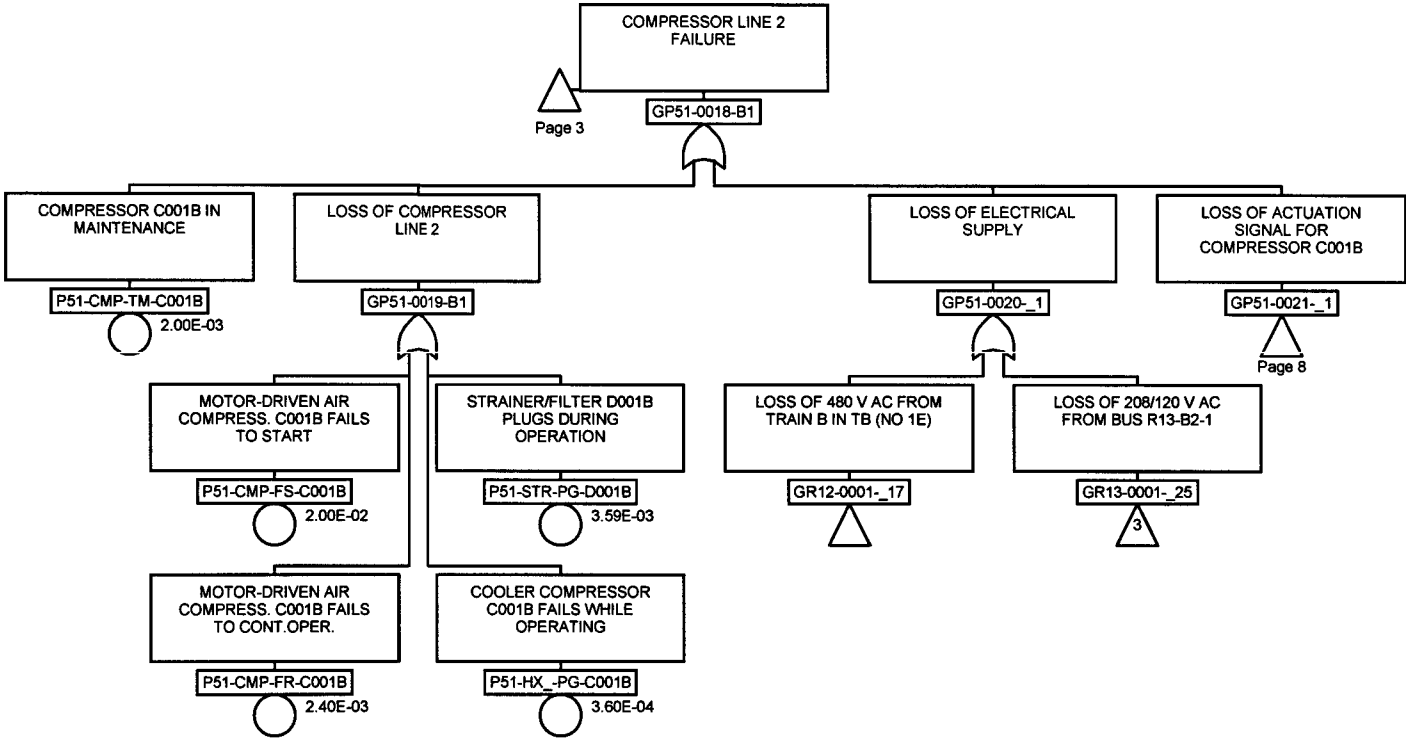 COMPRESSOR LINE 2
FAILURE
Page 3
GP51-0018-B1
COMPRESSOR C001B IN
MAINTENANCE
P51-CMP-TM-C001B
2.00E-03
LOSS OF COMPRESSOR
LINE 2
GP51-0019-B1
LOSS OF ELECTRICAL
SUPPLY
GP51-0020-_1
LOSS OF ACTUATION
SIGNAL FOR
COMPRESSOR C001B
GP51-0021-_1
Page 8
MOTOR-DRIVEN AIR
COMPRESS. C001B FAILS
TO START
P51-CMP-FS-C001B
2.00E-02
STRAINER/FILTER D001B
PLUGS DURING
OPERATION
P51-STR-PG-D001B
3.59E-03
LOSS OF 480 V AC FROM
TRAIN B IN TB (NO 1E)
GR12-0001-_17
LOSS OF 208/120 V AC
FROM BUS R13-B2-1
GR13-0001-_25
3
MOTOR-DRIVEN AIR
COMPRESS. C001B FAILS
TO CONT.OPER.
P51-CMP-FR-C001B
2.40E-03
COOLER COMPRESSOR
C001B FAILS WHILE
OPERATING
P51-HX_-PG-C001B
3.60E-04